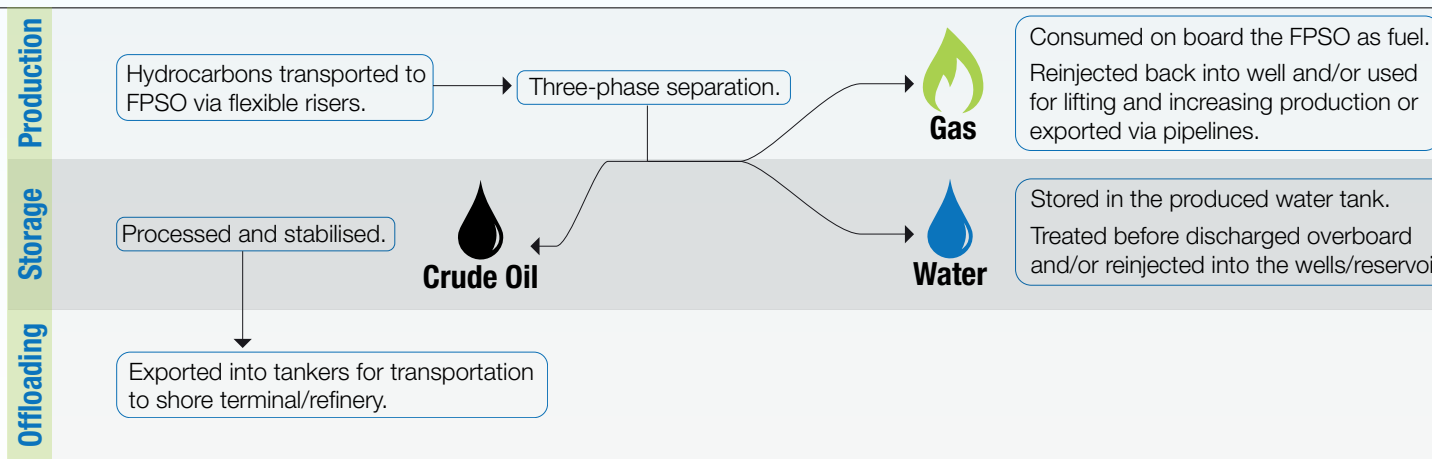 Production
Hydrocarbons transported to
FPSO via flexible risers.
Three-phase separation.
Gas
Consumed on board the FPSO as fuel.
Reinjected back into well and/or used
for lifting and increasing production or
exported via pipelines.
Storage
Processed and stabilised.
Crude Oil
Water
Stored in the produced water tank.
Treated before discharged overboard
and/or reinjected into the
Offloading
Exported into tankers for transportation
to shore terminal/refinery.